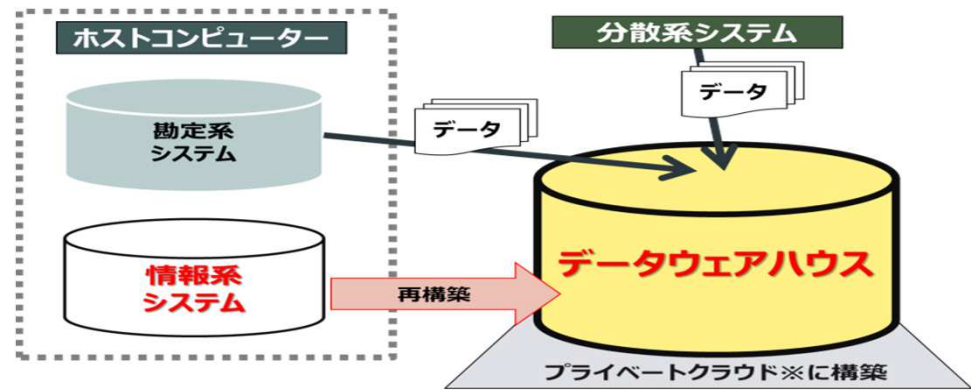 ホストコンピューター
分散系システム
データ
データ
勘定系
システム
情報系
システム
再構築
データウェアハウス
プライベートクラウド※に構築